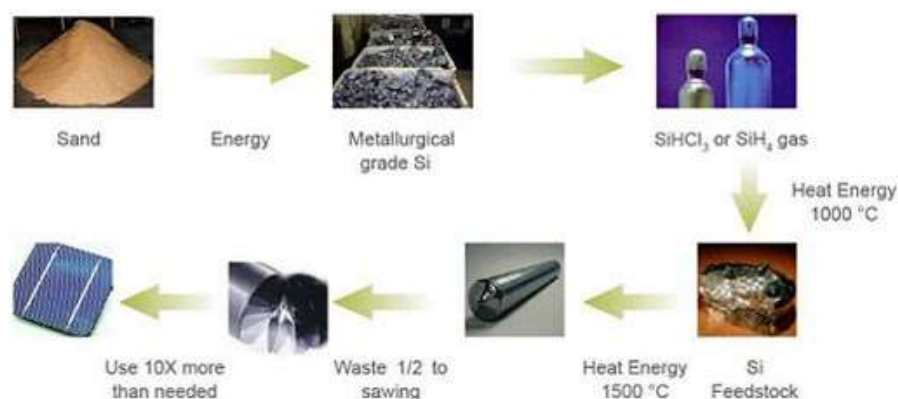 Sand
Energy
Metallurgical
grade Si
SiHCl₃ or SiH₄ gas
Heat Energy
1000 °C
Use 10X more
than needed
Waste 1/2 to
sawing
Heat Energy
1500 °C
Si
Feedstock